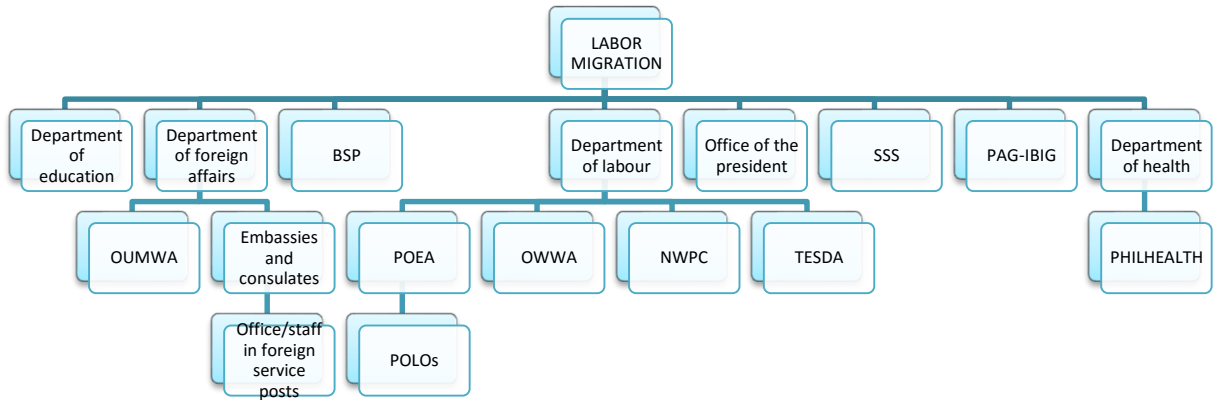 LABOR
MIGRATION
Department
of
education
Department
of foreign
affairs
BSP
Department
of labour
Office of the
president
SSS
PAG-IBIG
Department
of health
OUMWA
Embassies
and
consulates
POEA
OWWA
NWPC
TESDA
PHILHEALTH
Office/staff
in foreign
service
posts
POLOs